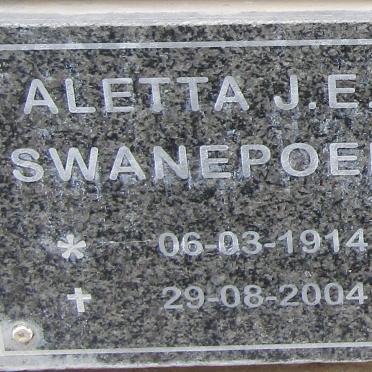 ALETTA J.E.
SWANEPOEL
* 06-03-1914
✝ 29-08-2004